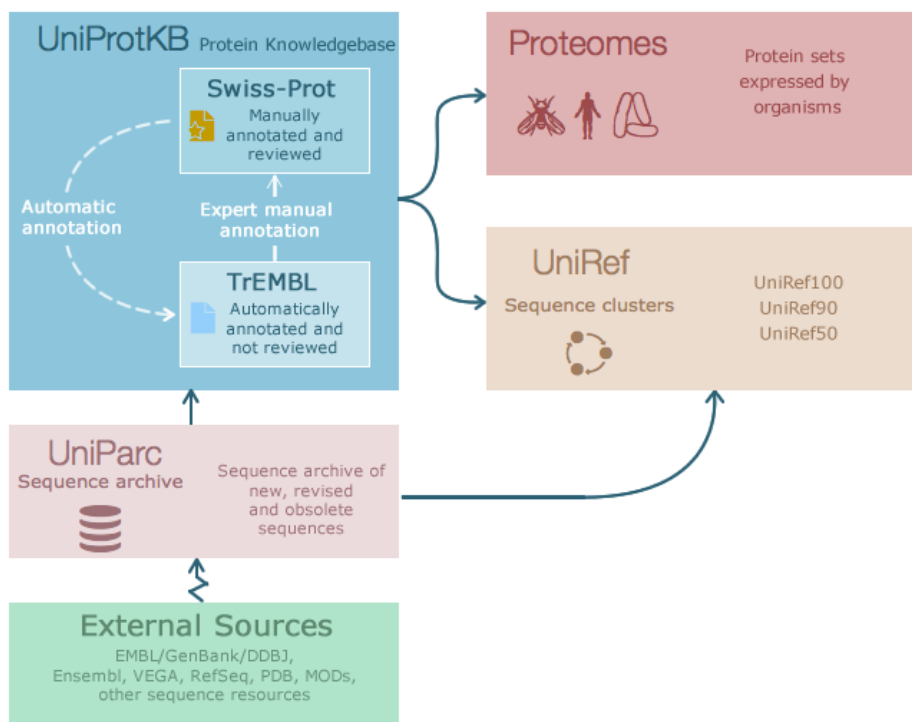 UniProtKB Protein Knowledgebase
Swiss-Prot
Manually
annotated and
reviewed
Automatic
annotation
Expert manual
annotation
TrEMBL
Automatically
annotated and
not reviewed
Proteomes
Protein sets
expressed by
organisms
UniRef
Sequence clusters
UniRef100
UniRef90
UniRef50
UniParc
Sequence archive
Sequence archive of
new, revised
and obsolete
sequences
External Sources
EMBL/GenBank/DDBJ,
Ensembl, VEGA, RefSeq, PDB, MODs,
other sequence resources